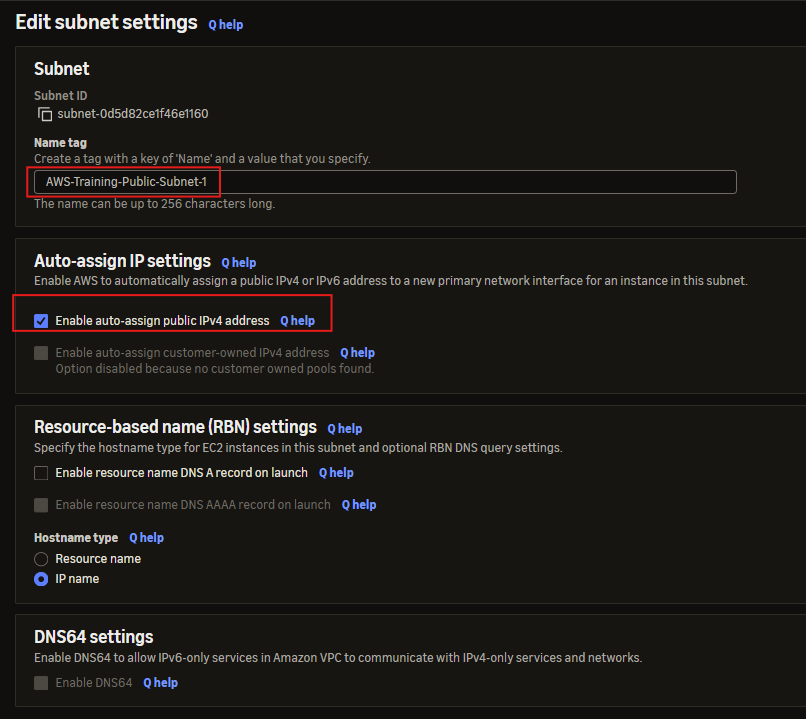 Edit subnet settings Q help
Subnet
Subnet ID
subnet-0d5d82ce1f46e1160
Name tag
Create a tag with a key of 'Name' and a value that you specify.
AWS-Training-Public-Subnet-1
The name can be up to 256 characters long.
Auto-assign IP settings Q help
Enable AWS to automatically assign a public IPv4 or IPv6 address to a new primary network interface for an instance in this subnet.
Enable auto-assign public IPv4 address Q help
Enable auto-assign customer-owned IPv4 address Q help
Option disabled because no customer owned pools found.
Resource-based name (RBN) settings Q help
Specify the hostname type for EC2 instances in this subnet and optional RBN DNS query settings.
Enable resource name DNS A record on launch Q help
Enable resource name DNS AAAA record on launch Q help
Hostname type Q help
Resource name
IP name
DNS64 settings
Enable DNS64 to allow IPv6-only services in Amazon VPC to communicate with IPv4-only services and networks.
Enable DNS64 Q help